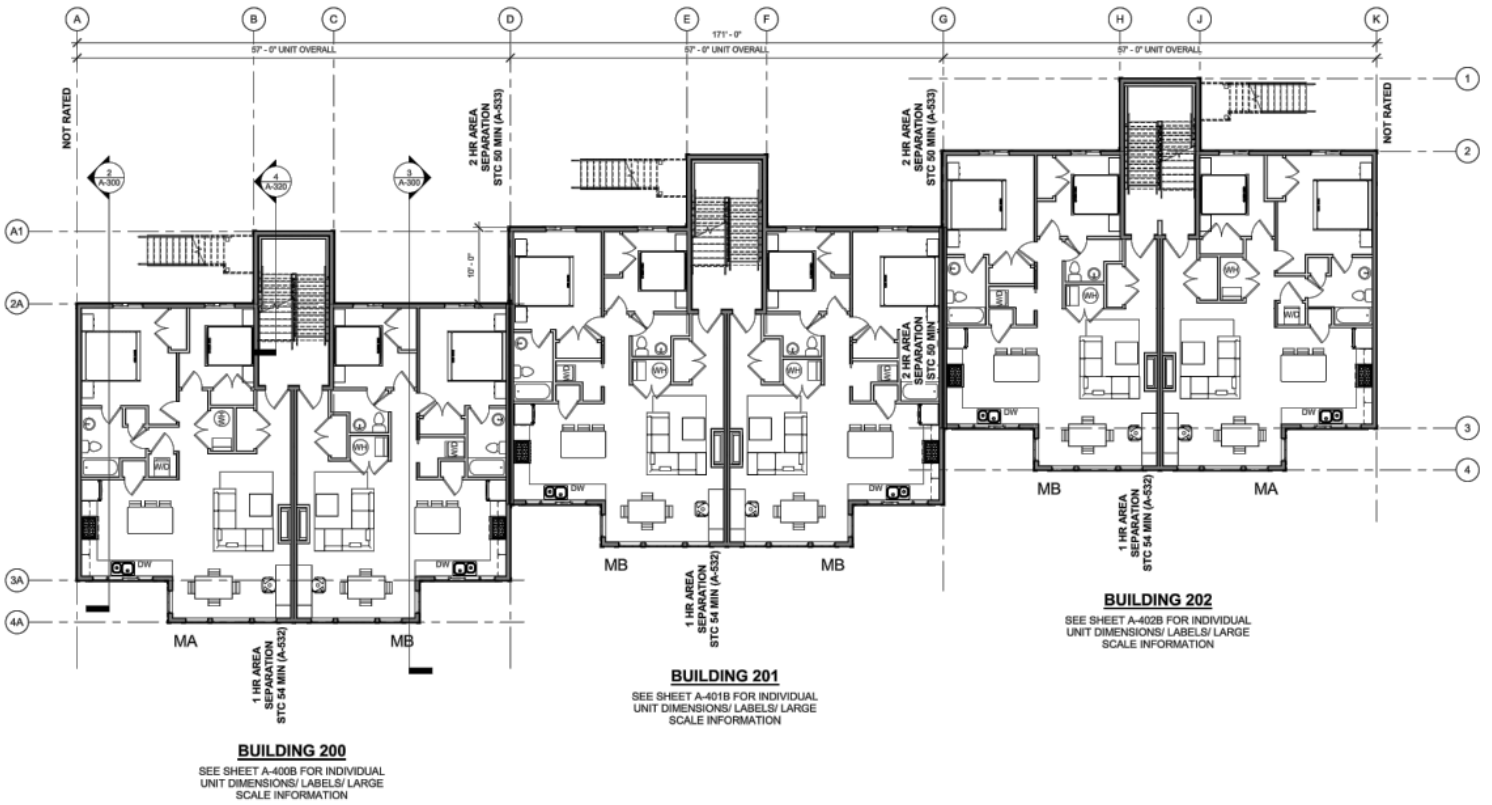 A
B
C
D
E
F
G
H
J
K
171' - 0"
57' - 0" UNIT OVERALL
57' - 0" UNIT OVERALL
57' - 0" UNIT OVERALL
1
2
3
4
A1
2A
3A
4A
NOT RATED
2 HR AREA
SEPARATION
STC 50 MIN (A-533)
2 HR AREA
SEPARATION
STC 50 MIN (A-533)
NOT RATED
2
A-300
4
A-320
3
A-300
10' - 0"
2 HR AREA
SEPARATION
STC 50 MIN
WH
WH
W/D
W/D
DW
DW
MA
MB
1 HR AREA
SEPARATION
STC 54 MIN (A-532)
BUILDING 200
SEE SHEET A-400B FOR INDIVIDUAL
UNIT DIMENSIONS/ LABELS/ LARGE
SCALE INFORMATION
W/D
WH
WH
W/D
DW
DW
MB
MB
1 HR AREA
SEPARATION
STC 54 MIN (A-532)
BUILDING 201
SEE SHEET A-401B FOR INDIVIDUAL
UNIT DIMENSIONS/ LABELS/ LARGE
SCALE INFORMATION
W/D
WH
WH
W/D
DW
DW
MB
MA
1 HR AREA
SEPARATION
STC 54 MIN (A-532)
BUILDING 202
SEE SHEET A-402B FOR INDIVIDUAL
UNIT DIMENSIONS/ LABELS/ LARGE
SCALE INFORMATION